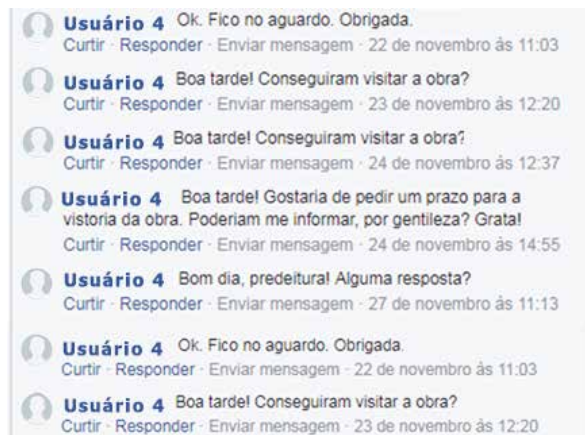 Usuário 4 Ok. Fico no aguardo. Obrigada.
Curtir · Responder · Enviar mensagem · 22 de novembro às 11:03
Usuário 4 Boa tarde! Conseguiram visitar a obra?
Curtir · Responder · Enviar mensagem · 23 de novembro às 12:20
Usuário 4 Boa tarde! Conseguiram visitar a obra?
Curtir · Responder · Enviar mensagem · 24 de novembro às 12:37
Usuário 4 Boa tarde! Gostaria de pedir um prazo para a
vistoria da obra. Poderiam me informar, por gentileza? Grata!
Curtir · Responder · Enviar mensagem · 24 de novembro às 14:55
Usuário 4 Bom dia, predeitura! Alguma resposta?
Curtir · Responder · Enviar mensagem · 27 de novembro às 11:13
Usuário 4 Ok. Fico no aguardo. Obrigada.
Curtir · Responder · Enviar mensagem · 22 de novembro às 11:03
Usuário 4 Boa tarde! Conseguiram visitar a obra?
Curtir · Responder · Enviar mensagem · 23 de novembro às 12:20